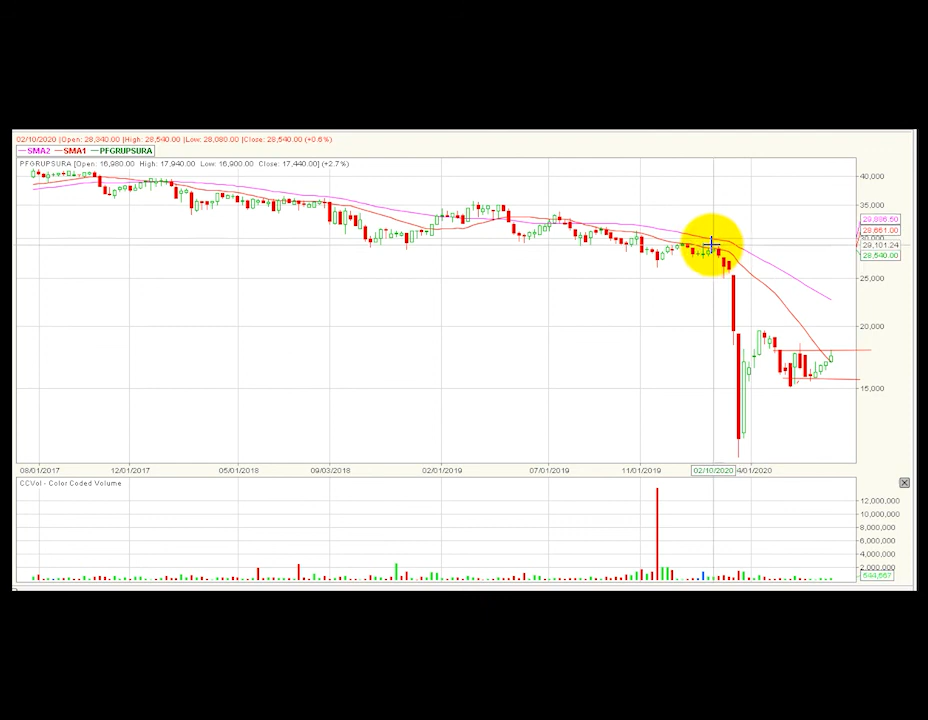 02/10/2020 |Open: 28,340.00 |High: 28,540.00 |Low: 28,080.00 |Close: 28,540.00 (+0.6%)
SMA2 SMA1 PFGRUPSURA
PFGRUPSURA [Open: 16,980.00 High: 17,940.00 Low: 16,900.00 Close: 17,440.00] (+2.7%)
40,000
35,000
30,000
29,101.24
28,540.00
25,000
20,000
15,000
08/01/2017 12/01/2017 05/01/2018 09/03/2018 02/01/2019 07/01/2019 11/01/2019 02/10/2020 4/01/2020
CCVol - Color Coded Volume
12,000,000
10,000,000
8,000,000
6,000,000
4,000,000
2,000,000